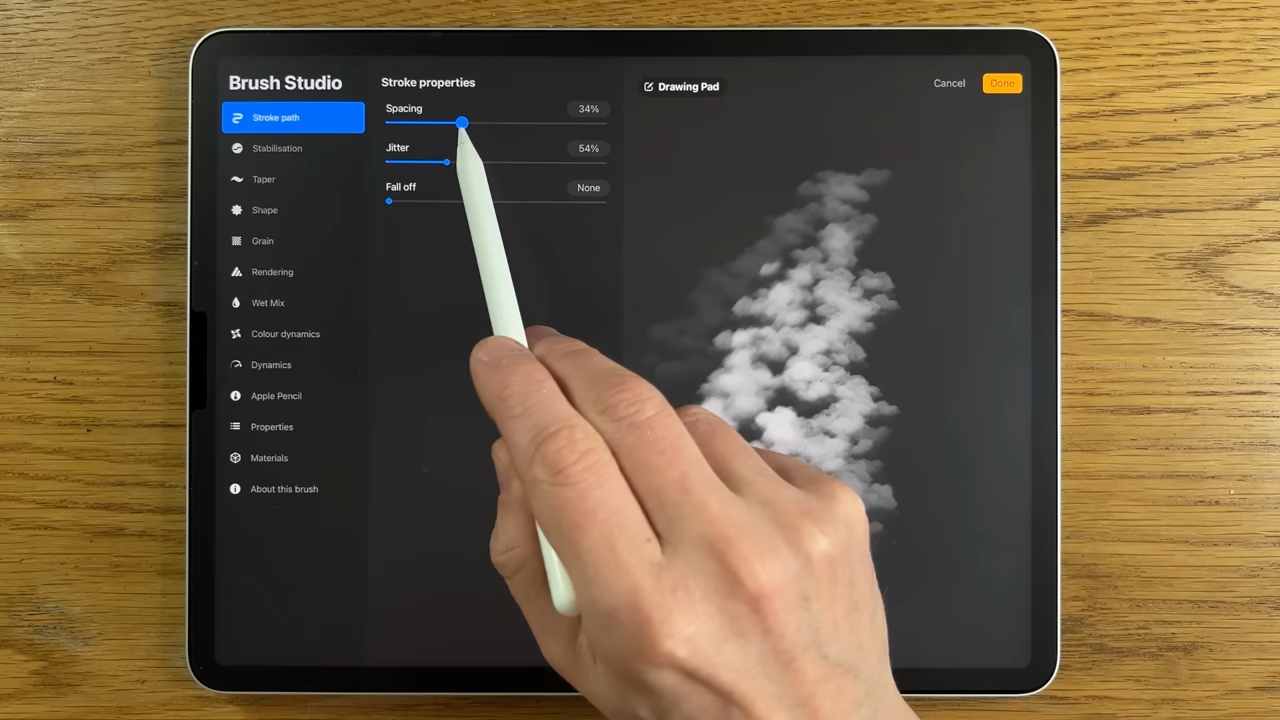 Brush Studio
Stroke path
Stabilisation
Taper
Shape
Grain
Rendering
Wet Mix
Colour dynamics
Dynamics
Apple Pencil
Properties
Materials
About this brush
Stroke properties
Spacing 34%
Jitter 54%
Fall off None
Drawing Pad
Cancel
Done